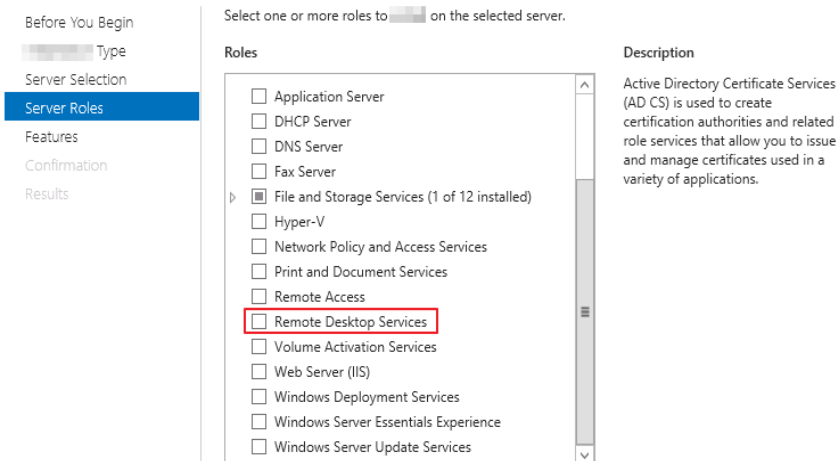 Before You Begin
Type
Server Selection
Server Roles
Features
Confirmation
Results
Select one or more roles to on the selected server.
Roles
Application Server
DHCP Server
DNS Server
Fax Server
File and Storage Services (1 of 12 installed)
Hyper-V
Network Policy and Access Services
Print and Document Services
Remote Access
Remote Desktop Services
Volume Activation Services
Web Server (IIS)
Windows Deployment Services
Windows Server Essentials Experience
Windows Server Update Services
Description
Active Directory Certificate Services
(AD CS) is used to create
certification authorities and related
role services that allow you to issue
and manage certificates used in a
variety of applications.